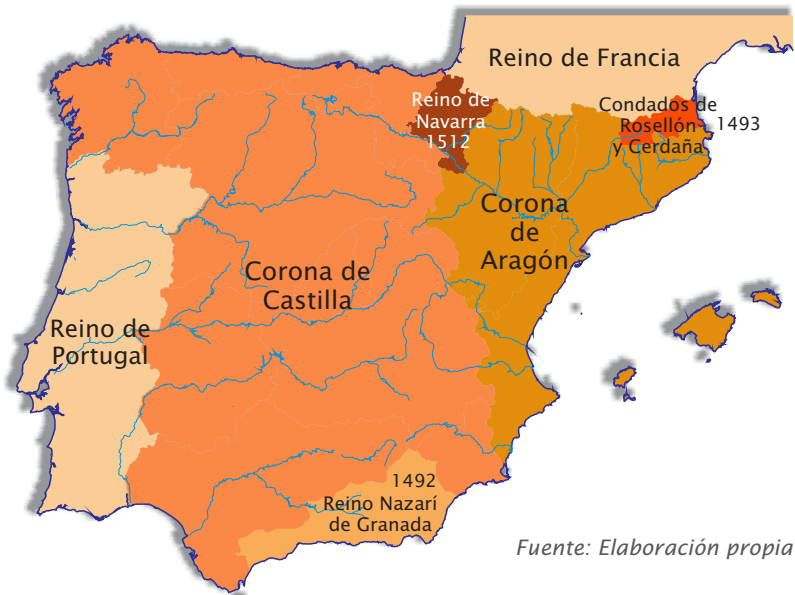 Reino de Francia
Reino de
Navarra
1512
Condados de
Rosellón
y Cerdaña
1493
Corona
de
Aragón
Corona de
Castilla
Reino de
Portugal
1492
Reino Nazarí
de Granada
Fuente: Elaboración propia